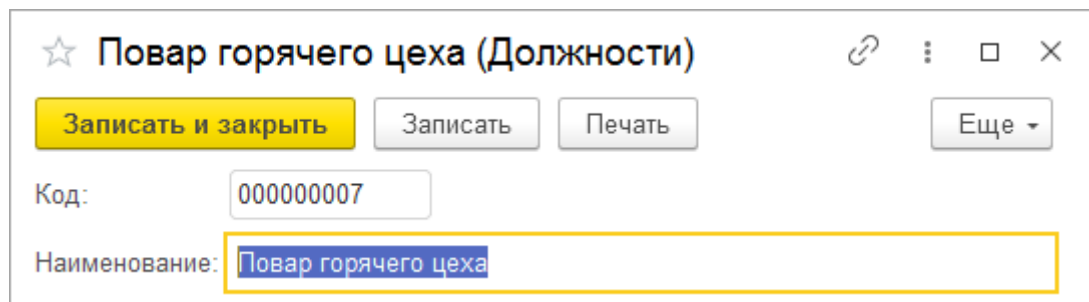 Повар горячего цеха (Должности)
Записать и закрыть Записать Печать Еще
Код: 000000007
Наименование: Повар горячего цеха